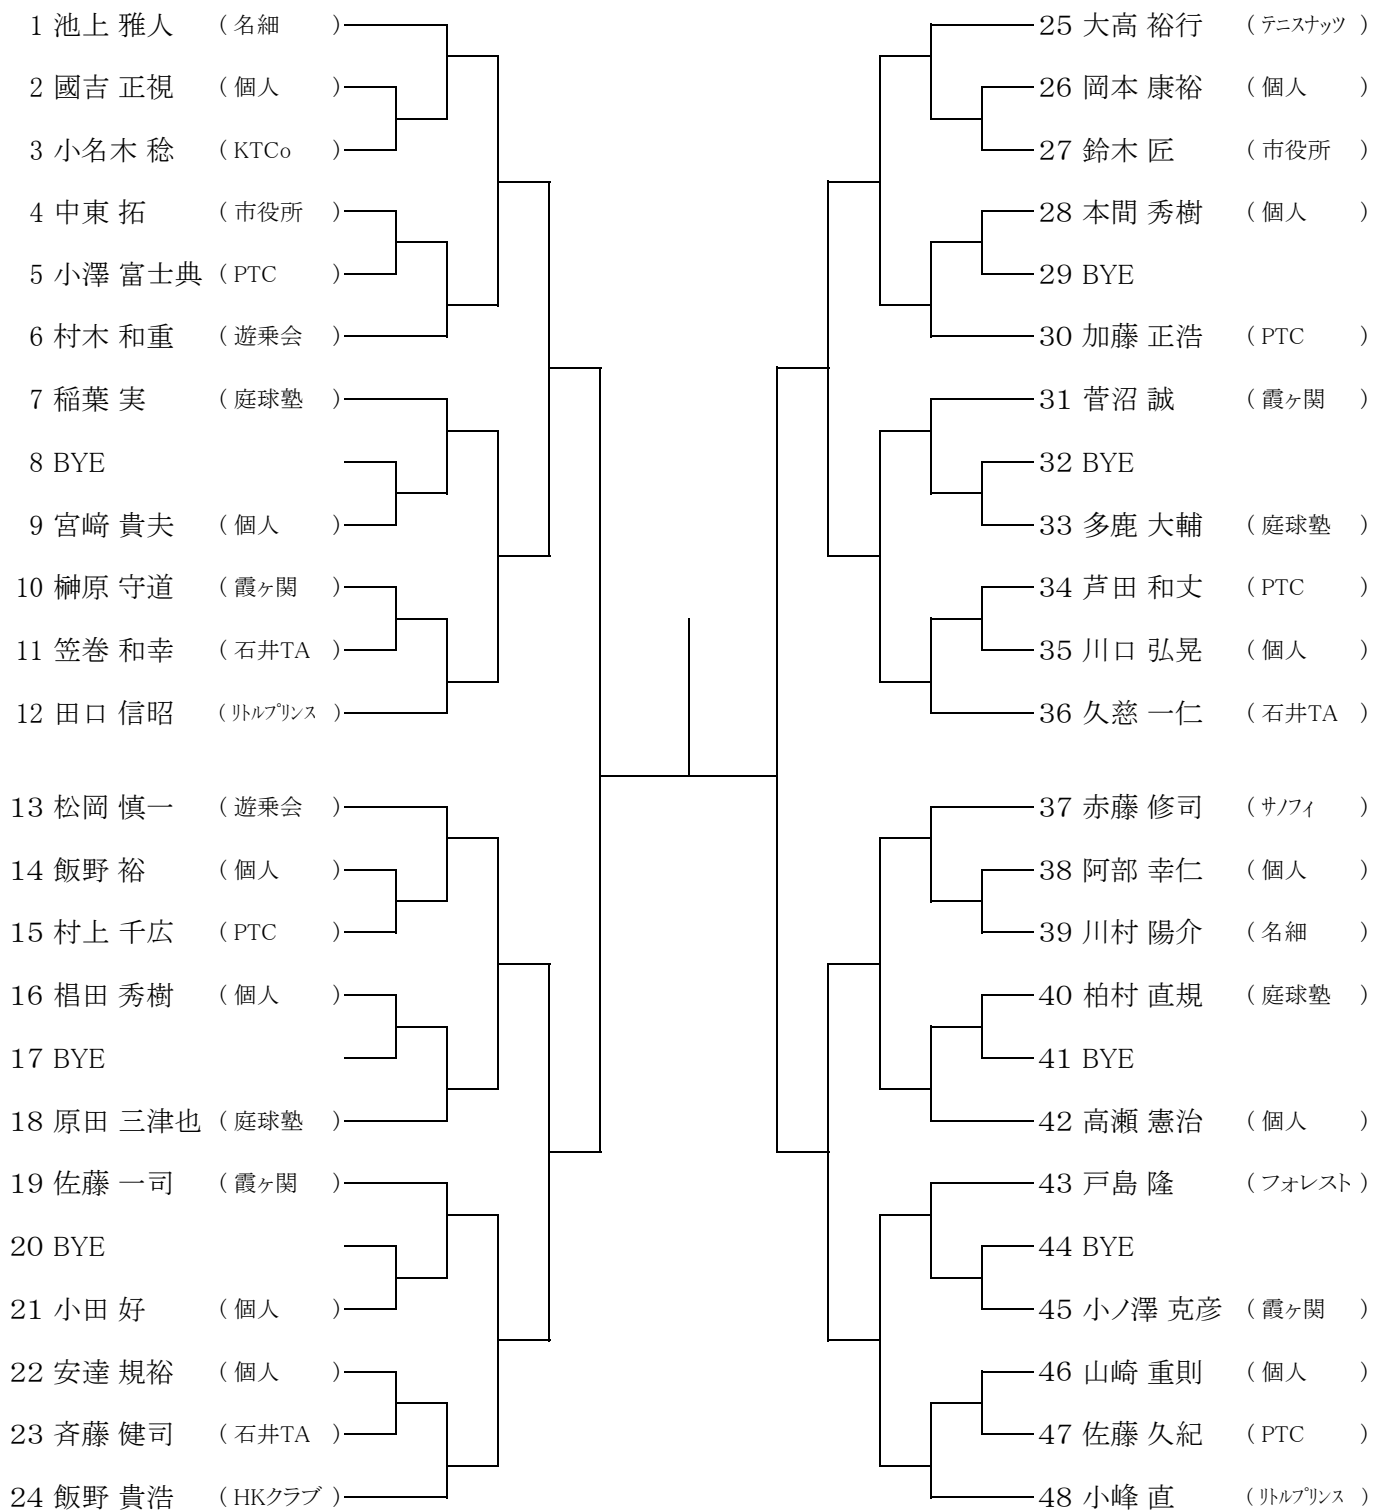 1 池上 雅人 ( 名細 )
2 國吉 正視 ( 個人 )
3 小名木 稔 ( KTCo )
4 中東 拓 ( 市役所 )
5 小澤 富士典 ( PTC )
6 村木 和重 ( 遊乗会 )
7 稲葉 実 ( 庭球塾 )
8 BYE
9 宮﨑 貴夫 ( 個人 )
10 榊原 守道 ( 霞ヶ関 )
11 笠巻 和幸 ( 石井TA )
12 田口 信昭 ( ﾘﾄﾙﾌﾟﾘﾝｽ )
13 松岡 慎一 ( 遊乗会 )
14 飯野 裕 ( 個人 )
15 村上 千広 ( PTC )
16 椙田 秀樹 ( 個人 )
17 BYE
18 原田 三津也 ( 庭球塾 )
19 佐藤 一司 ( 霞ヶ関 )
20 BYE
21 小田 好 ( 個人 )
22 安達 規裕 ( 個人 )
23 斉藤 健司 ( 石井TA )
24 飯野 貴浩 ( HKクラブ )
25 大高 裕行 ( ﾃﾆｽﾅｯﾂ )
26 岡本 康裕 ( 個人 )
27 鈴木 匠 ( 市役所 )
28 本間 秀樹 ( 個人 )
29 BYE
30 加藤 正浩 ( PTC )
31 菅沼 誠 ( 霞ヶ関 )
32 BYE
33 多鹿 大輔 ( 庭球塾 )
34 芦田 和丈 ( PTC )
35 川口 弘晃 ( 個人 )
36 久慈 一仁 ( 石井TA )
37 赤藤 修司 ( ｻﾉﾌｨ )
38 阿部 幸仁 ( 個人 )
39 川村 陽介 ( 名細 )
40 柏村 直規 ( 庭球塾 )
41 BYE
42 高瀬 憲治 ( 個人 )
43 戸島 隆 ( フォレスト )
44 BYE
45 小ノ澤 克彦 ( 霞ヶ関 )
46 山崎 重則 ( 個人 )
47 佐藤 久紀 ( PTC )
48 小峰 直 ( ﾘﾄﾙﾌﾟﾘﾝｽ )